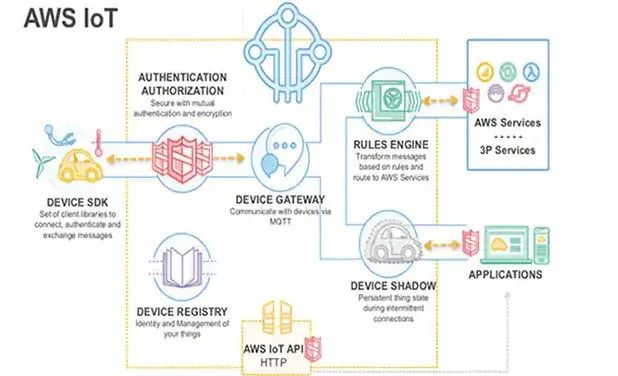 AWS IoT
AUTHENTICATION
AUTHORIZATION
Secure with mutual
authentication and encryption
DEVICE SDK
Set of client libraries to
connect, authenticate and
exchange messages
DEVICE GATEWAY
Communicate with devices via
MQTT
RULES ENGINE
Transform messages
based on rules and
route to AWS Services
AWS Services
-----
3P Services
DEVICE SHADOW
Persistent thing state
during intermittent
connections
APPLICATIONS
DEVICE REGISTRY
Identity and Management of
your things
AWS IoT API
HTTP